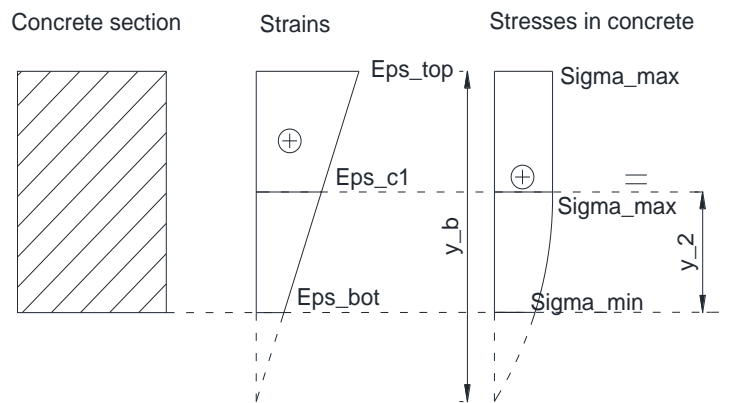 Concrete section
Strains
Stresses in concrete
Eps_top
Sigma_max
Eps_c1
Sigma_max
y_b
y_2
Eps_bot
Sigma_min